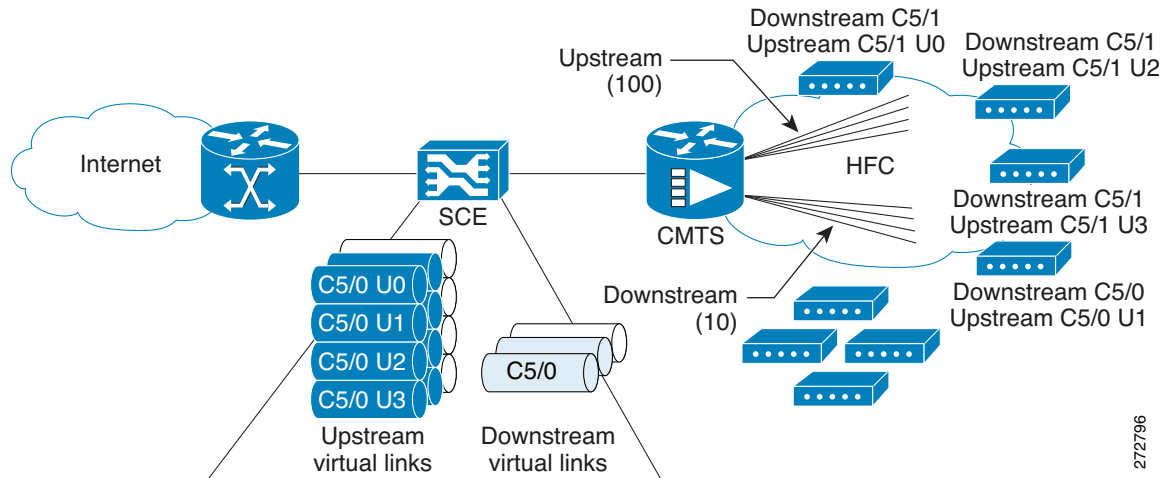 Downstream C5/1
Upstream C5/1 U0
Downstream C5/1
Upstream C5/1 U2
Upstream
(100)
Internet
HFC
SCE
CMTS
Downstream C5/1
Upstream C5/1 U3
C5/0 U0
C5/0 U1
C5/0 U2
C5/0 U3
C5/0
Downstream
(10)
Downstream C5/0
Upstream C5/0 U1
Upstream
virtual links
Downstream
virtual links
272796